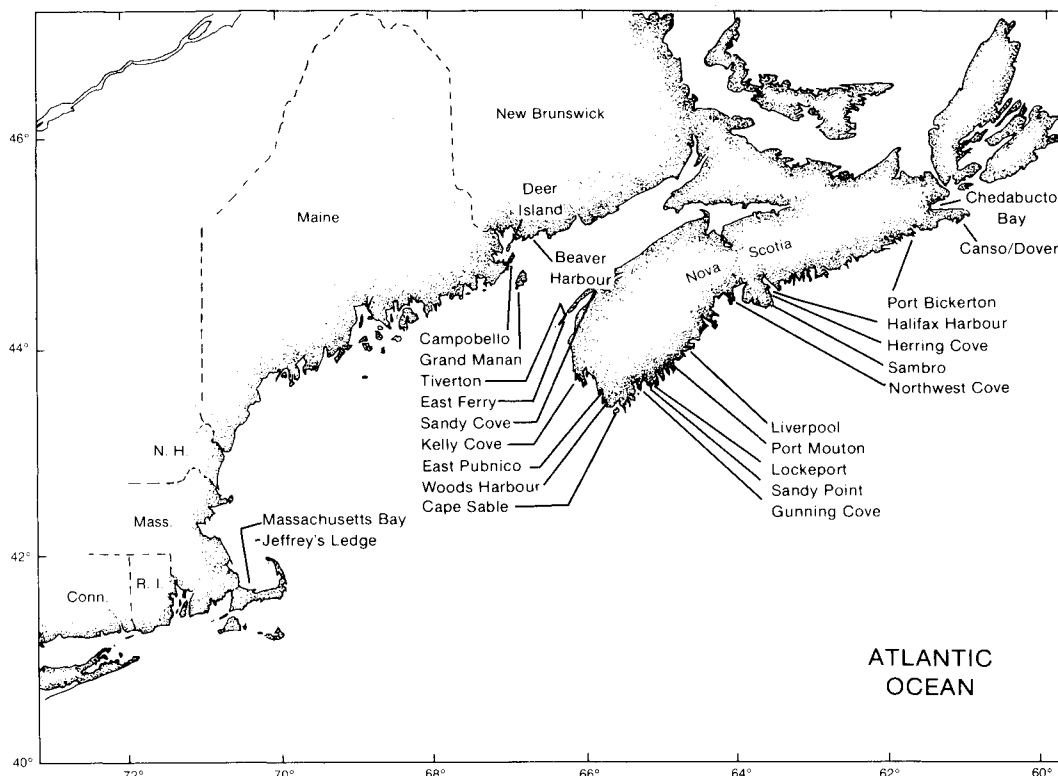 46°
44°
42°
40°
72°
70°
68°
66°
64°
62°
60°
New Brunswick
Maine
Deer
Island
Beaver
Harbour
Nova
Scotia
Chedabucto
Bay
Canso/Dover
Port Bickerton
Halifax Harbour
Herring Cove
Sambro
Northwest Cove
Campobello
Grand Manan
Tiverton
East Ferry
Sandy Cove
Kelly Cove
East Pubnico
Woods Harbour
Cape Sable
Liverpool
Port Mouton
Lockeport
Sandy Point
Gunning Cove
N. H.
Mass.
Massachusetts Bay
-Jeffrey's Ledge
R. I.
Conn.
ATLANTIC
OCEAN